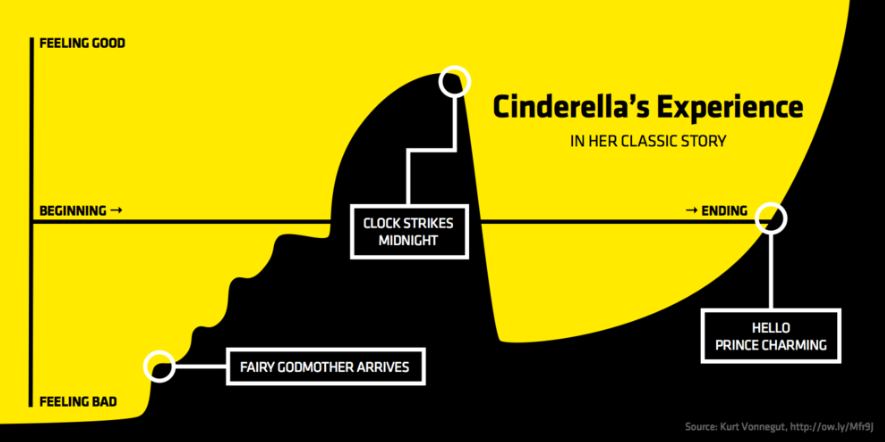 FEELING GOOD
Cinderella’s Experience
IN HER CLASSIC STORY
BEGINNING →
→ ENDING
CLOCK STRIKES
MIDNIGHT
HELLO
PRINCE CHARMING
FAIRY GODMOTHER ARRIVES
FEELING BAD
Source: Kurt Vonnegut, http://ow.ly/Mfr9J